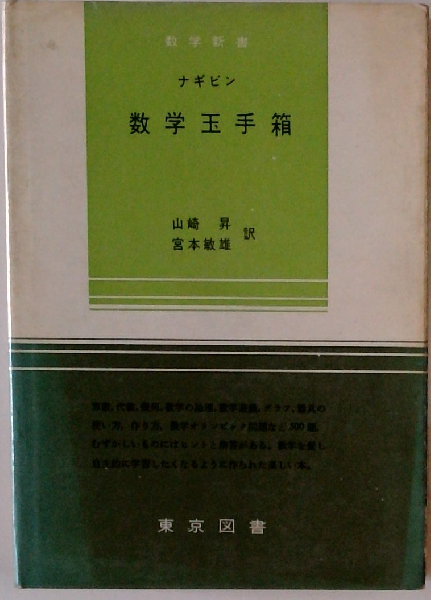 数学新書
ナギビン
数学玉手箱
山崎 昇
宮本敏雄 訳
算数、代数、幾何、数学の論理、数学遊戯、グラフ、器具の
使い方、作り方、数学オリンピック問題など300題。
むずかしいものにはヒントと解答がある。数学を愛し
自主的に学習したくなるように作られた楽しい本。
東京図書